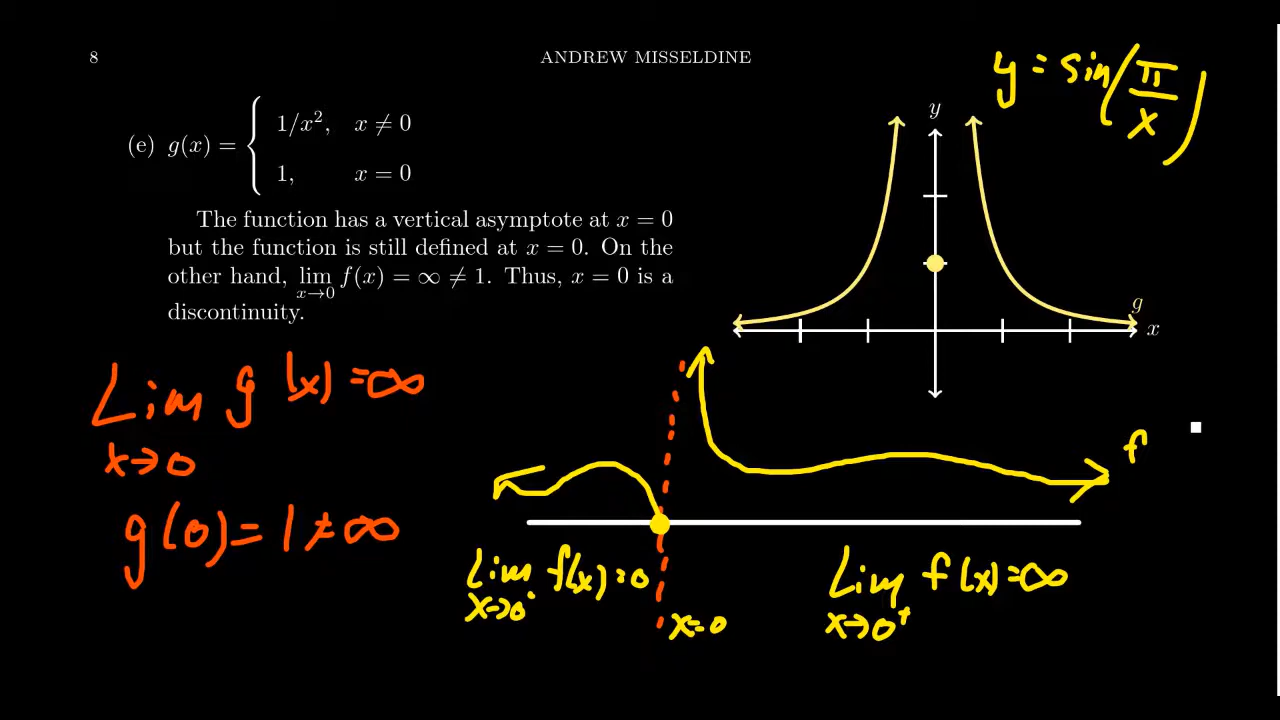 8 ANDREW MISSELDINE
y = sin(π/x)
(e) g(x) = { 1/x², x ≠ 0
1, x = 0
The function has a vertical asymptote at x = 0
but the function is still defined at x = 0. On the
other hand, lim x→0 f(x) = ∞ ≠ 1. Thus, x = 0 is a
discontinuity.
y
g
x
Lim g(x) = ∞
x→0
g(0) = 1 ≠ ∞
f
Lim f(x) = 0
x→0⁻
x = 0
Lim f(x) = ∞
x→0⁺